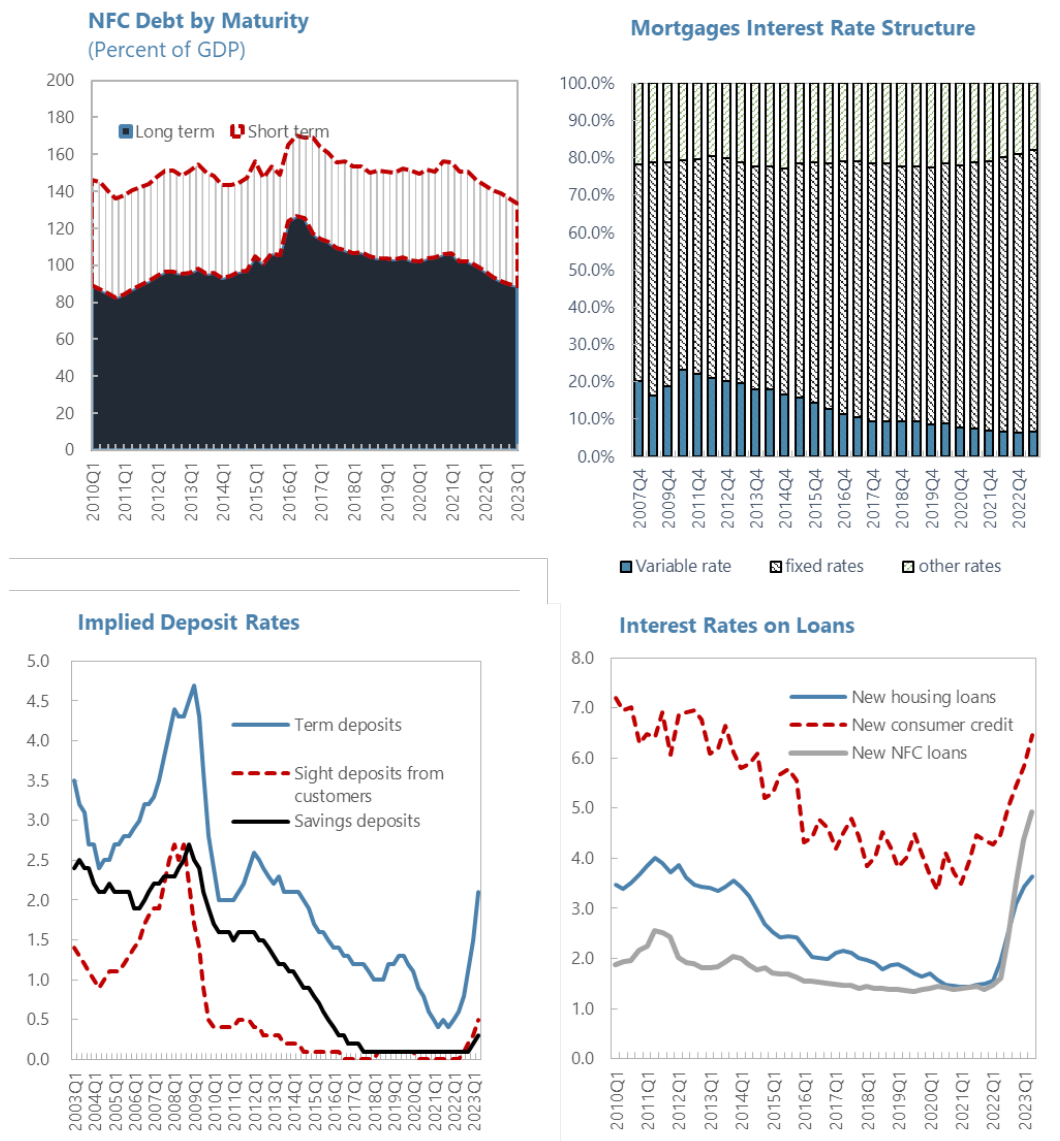 NFC Debt by Maturity
(Percent of GDP)
200
180
160
140
120
100
80
60
40
20
0
Long term
Short term
2010Q1
2011Q1
2012Q1
2013Q1
2014Q1
2015Q1
2016Q1
2017Q1
2018Q1
2019Q1
2020Q1
2021Q1
2022Q1
2023Q1
Mortgages Interest Rate Structure
100.0%
90.0%
80.0%
70.0%
60.0%
50.0%
40.0%
30.0%
20.0%
10.0%
0.0%
2007Q4
2009Q4
2011Q4
2012Q4
2013Q4
2014Q4
2015Q4
2016Q4
2017Q4
2018Q4
2019Q4
2020Q4
2021Q4
2022Q4
Variable rate
fixed rates
other rates
Implied Deposit Rates
5.0
4.5
4.0
3.5
3.0
2.5
2.0
1.5
1.0
0.5
0.0
Term deposits
Sight deposits from
customers
Savings deposits
2003Q1
2004Q1
2005Q1
2006Q1
2007Q1
2008Q1
2009Q1
2010Q1
2011Q1
2012Q1
2013Q1
2014Q1
2015Q1
2016Q1
2017Q1
2018Q1
2019Q1
2020Q1
2021Q1
2022Q1
2023Q1
Interest Rates on Loans
8.0
7.0
6.0
5.0
4.0
3.0
2.0
1.0
0.0
New housing loans
New consumer credit
New NFC loans
2010Q1
2011Q1
2012Q1
2013Q1
2014Q1
2015Q1
2016Q1
2017Q1
2018Q1
2019Q1
2020Q1
2021Q1
2022Q1
2023Q1